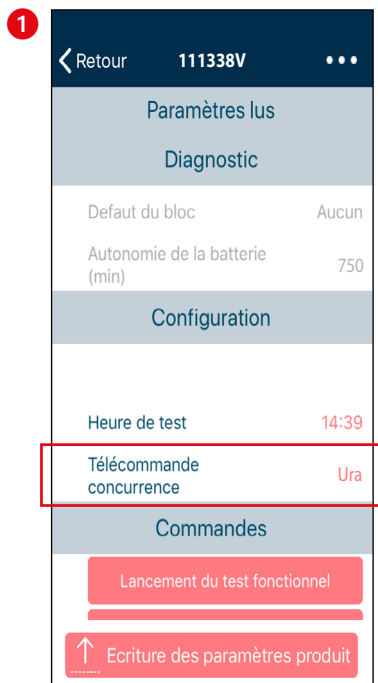 1
Retour 111338V •••
Paramètres lus
Diagnostic
Defaut du bloc Aucun
Autonomie de la batterie
(min) 750
Configuration
Heure de test 14:39
Télécommande
concurrence Ura
Commandes
Lancement du test fonctionnel
Ecriture des paramètres produit